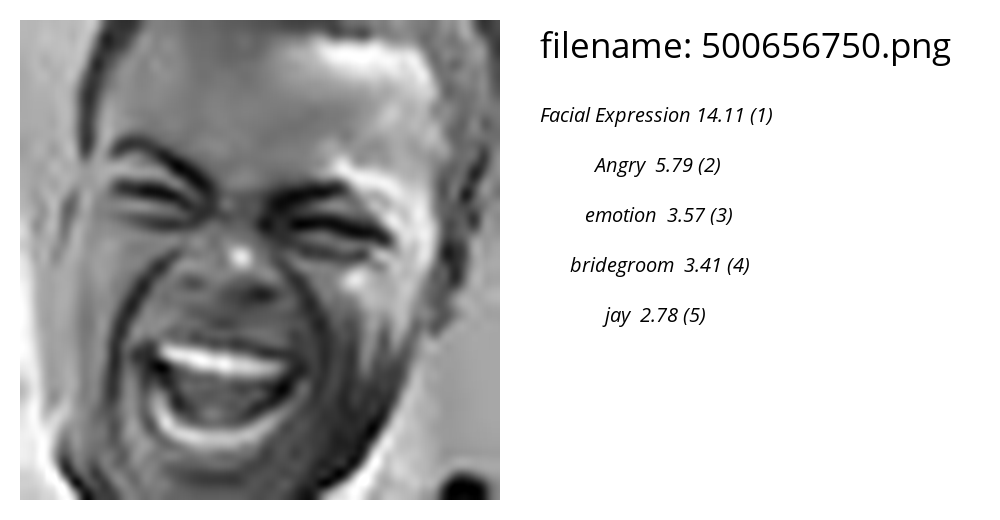 filename: 500656750.png
Facial Expression 14.11 (1)
Angry 5.79 (2)
emotion 3.57 (3)
bridegroom 3.41 (4)
jay 2.78 (5)